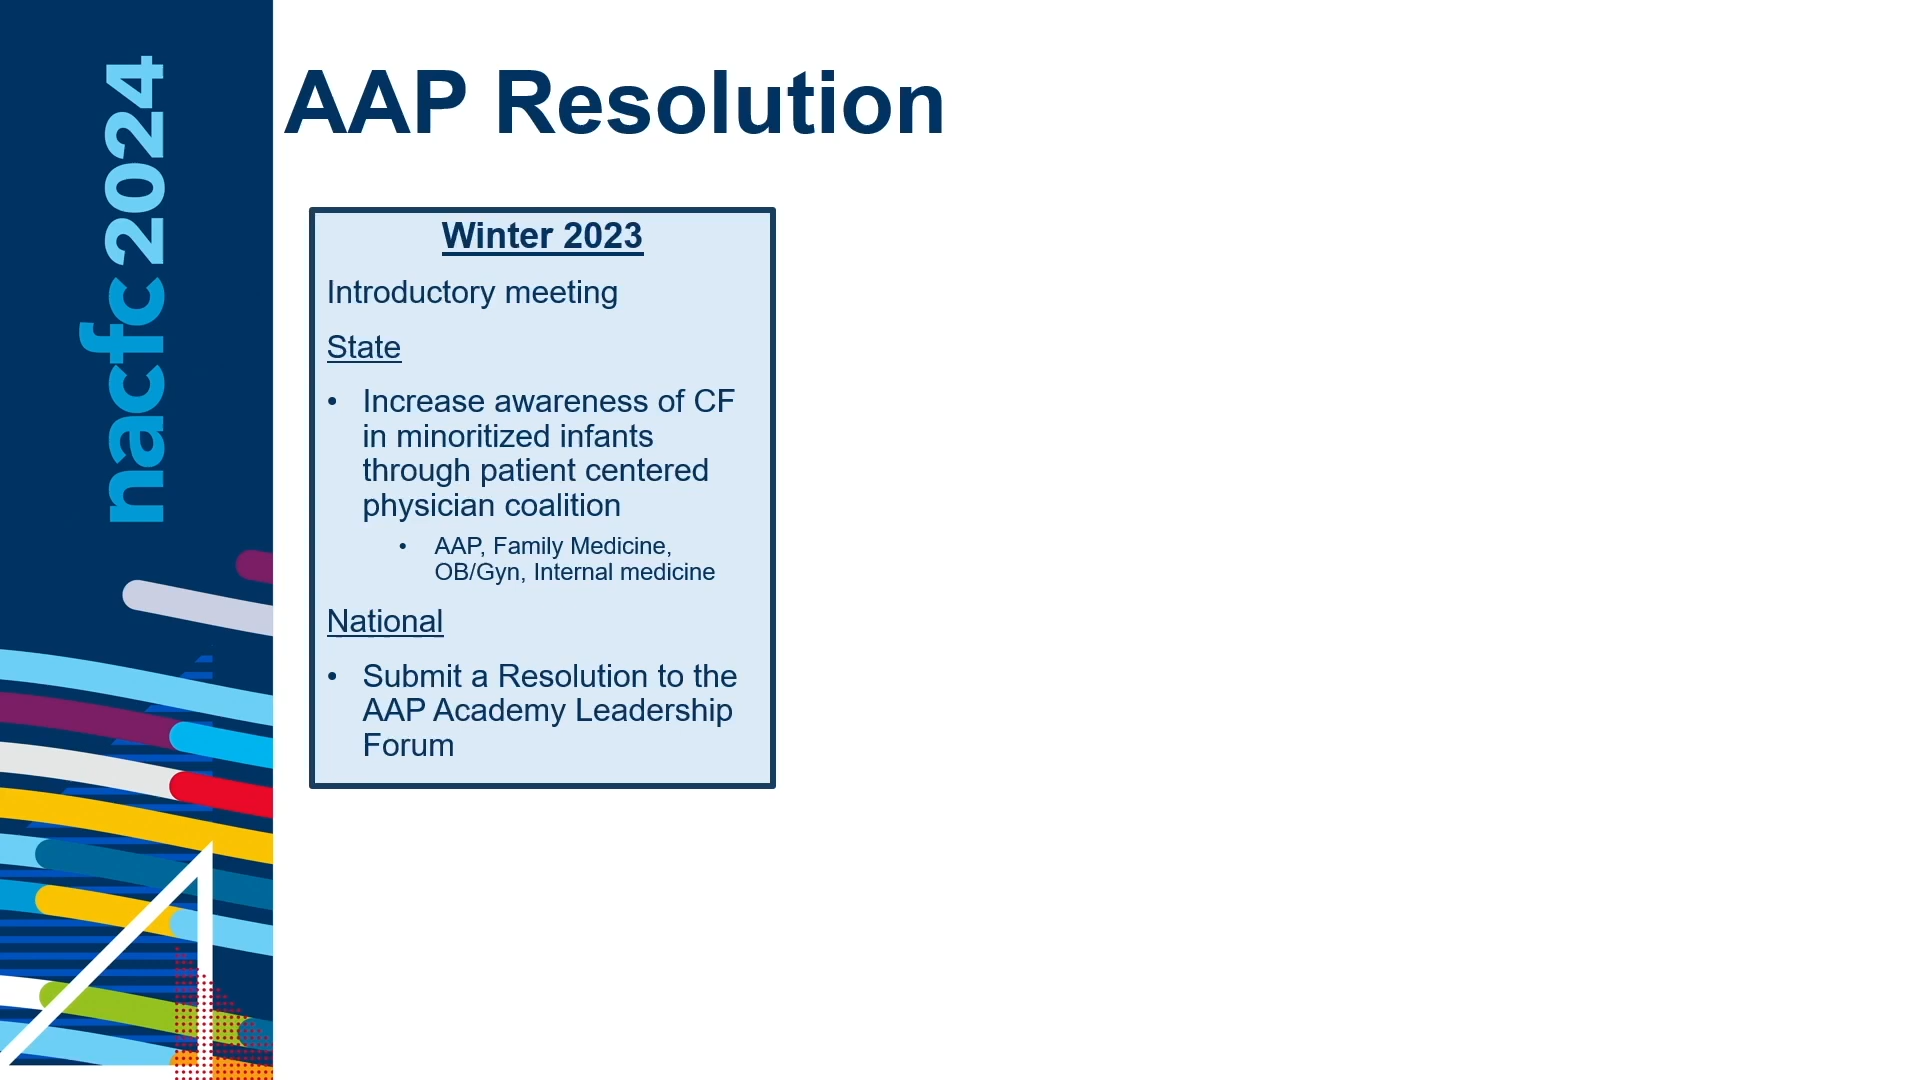 nacfc2024
AAP Resolution
Winter 2023
Introductory meeting
State
• Increase awareness of CF
in minoritized infants
through patient centered
physician coalition
• AAP, Family Medicine,
OB/Gyn, Internal medicine
National
• Submit a Resolution to the
AAP Academy Leadership
Forum